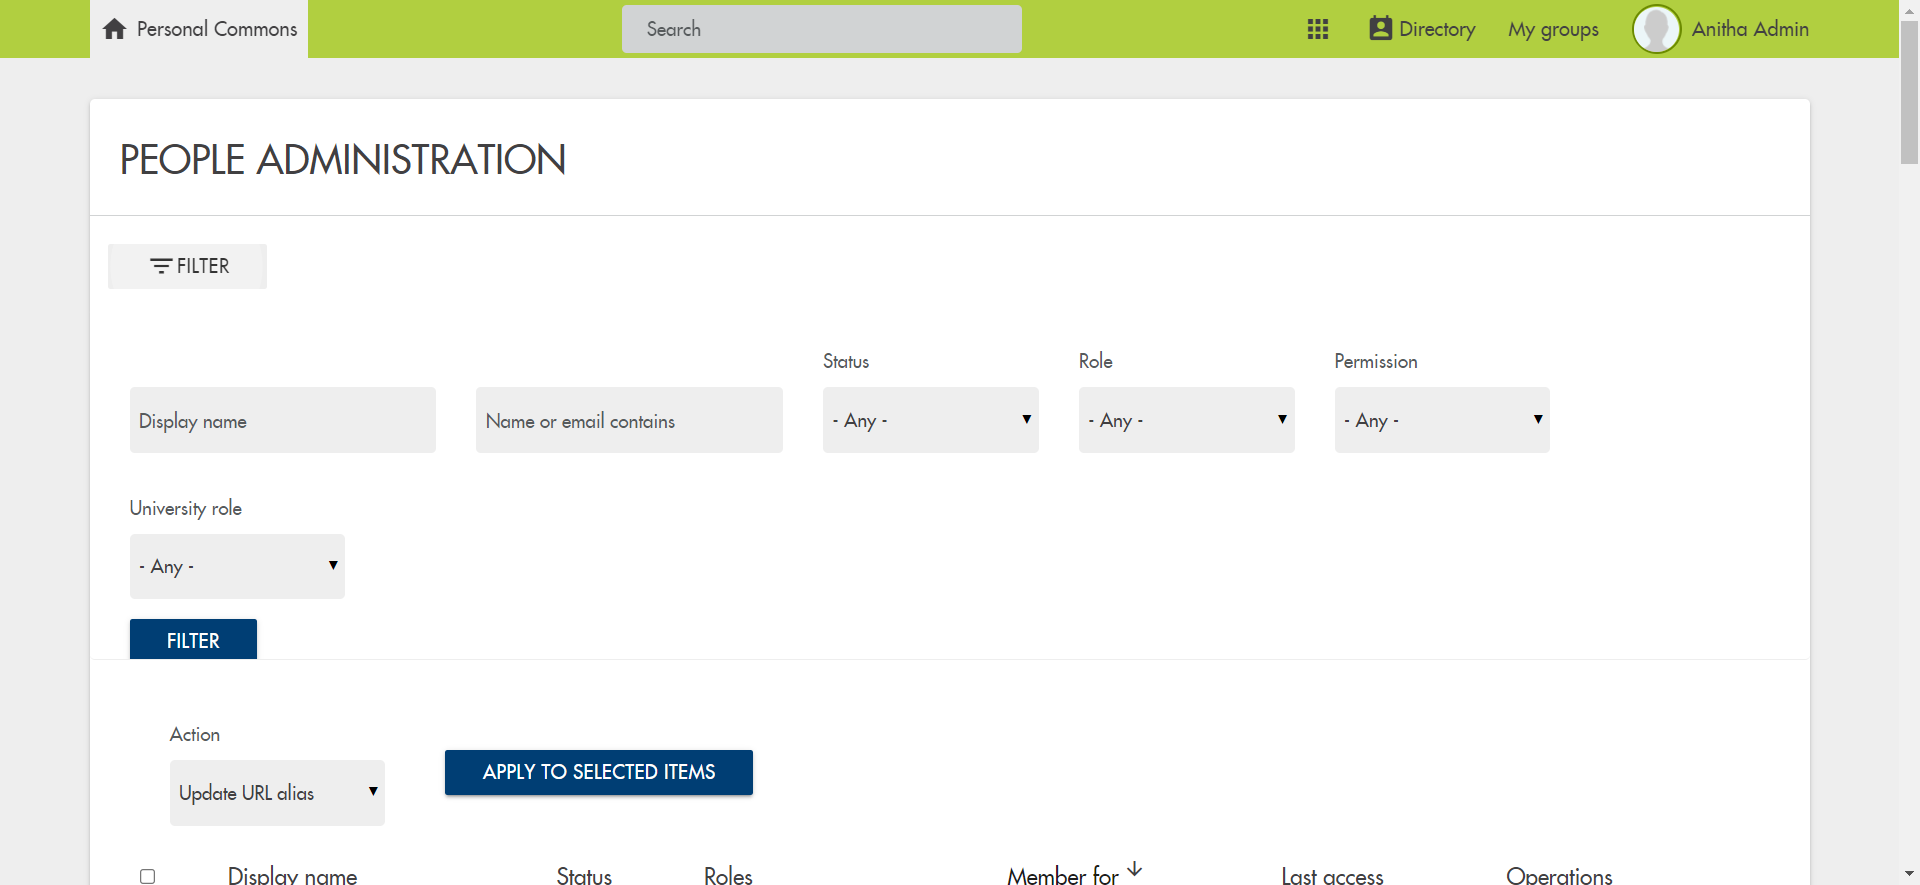 Personal Commons
Search
Directory
My groups
Anitha Admin
PEOPLE ADMINISTRATION
FILTER
Status
Role
Permission
Display name
Name or email contains
- Any -
- Any -
- Any -
University role
- Any -
FILTER
Action
Update URL alias
APPLY TO SELECTED ITEMS
Display name
Status
Roles
Member for
Last access
Operations